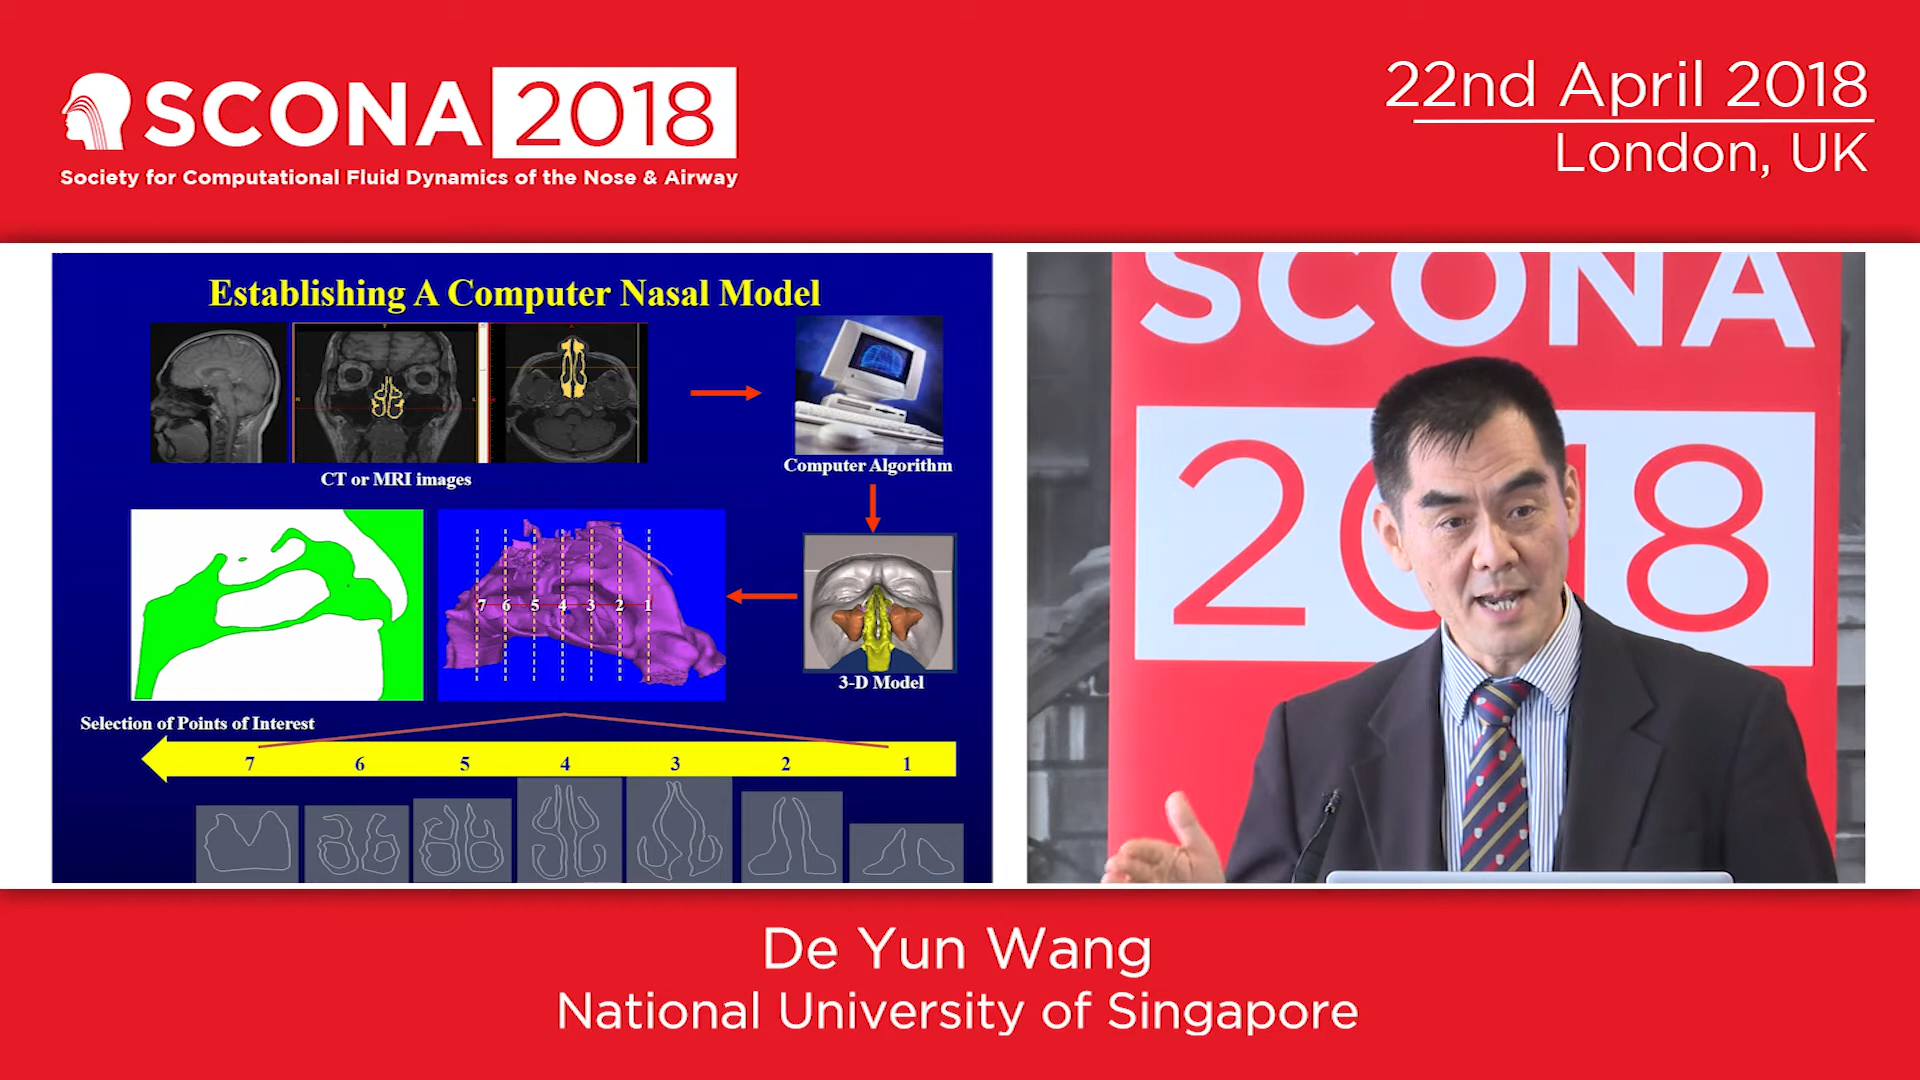 SCONA 2018
Society for Computational Fluid Dynamics of the Nose & Airway
22nd April 2018
London, UK
Establishing A Computer Nasal Model
CT or MRI images
Computer Algorithm
3-D Model
7 6 5 4 3 2 1
Selection of Points of Interest
7 6 5 4 3 2 1
SCONA
2018
De Yun Wang
National University of Singapore